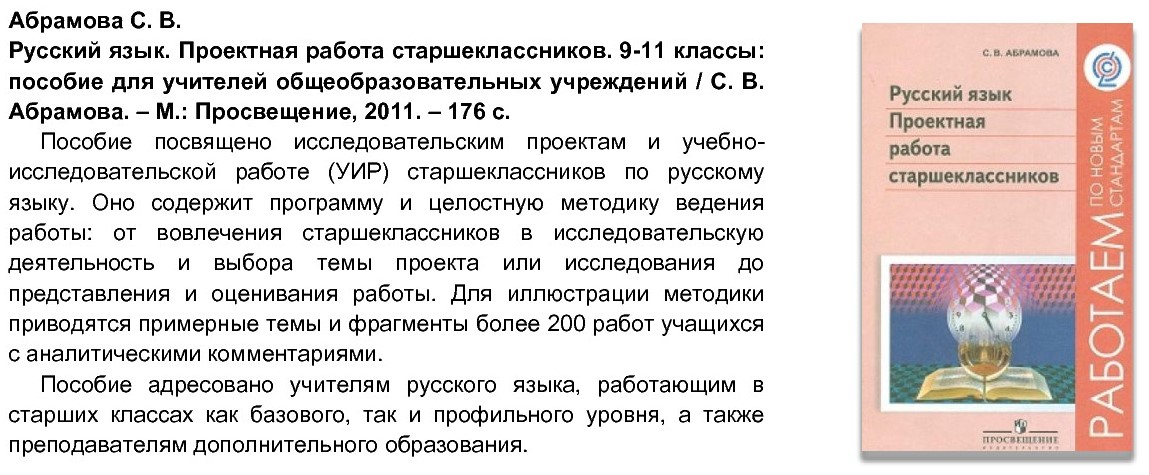 Абрамова С. В.
Русский язык. Проектная работа старшеклассников. 9-11 классы:
пособие для учителей общеобразовательных учреждений / С. В.
Абрамова. – М.: Просвещение, 2011. – 176 с.
Пособие посвящено исследовательским проектам и учебно-
исследовательской работе (УИР) старшеклассников по русскому
языку. Оно содержит программу и целостную методику ведения
работы: от вовлечения старшеклассников в исследовательскую
деятельность и выбора темы проекта или исследования до
представления и оценивания работы. Для иллюстрации методики
приводятся примерные темы и фрагменты более 200 работ учащихся
с аналитическими комментариями.
Пособие адресовано учителям русского языка, работающим в
старших классах как базового, так и профильного уровня, а также
преподавателям дополнительного образования.
С. В. АБРАМОВА
Русский язык
Проектная
работа
старшеклассников
РАБОТАЕМ
ПО НОВЫМ
СТАНДАРТАМ
ПРОСВЕЩЕНИЕ
ИЗДАТЕЛЬСТВО